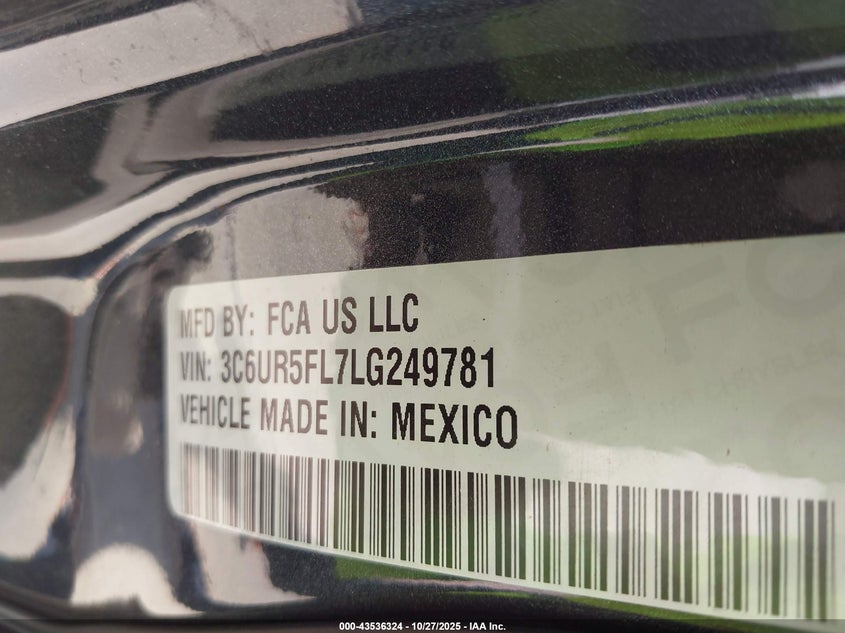 MFD BY: FCA US LLC
VIN: 3C6UR5FL7LG249781
VEHICLE MADE IN: MEXICO
000-43536324 - 10/27/2025 - IAA Inc.